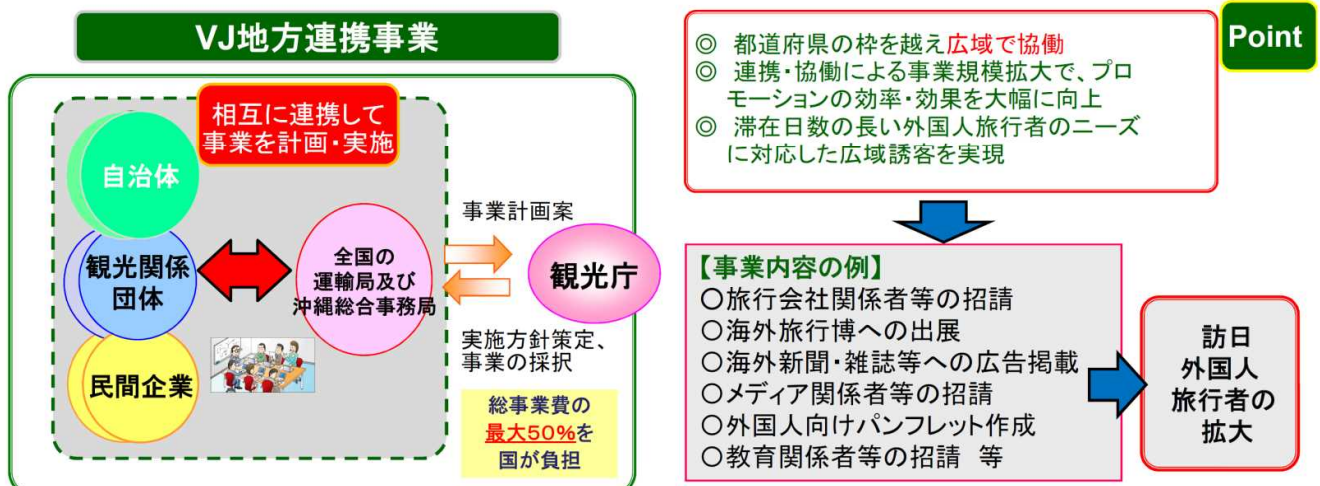 VJ地方連携事業
相互に連携して
事業を計画・実施
自治体
観光関係
団体
民間企業
全国の
運輸局及び
沖縄総合事務局
事業計画案
観光庁
実施方針策定、
事業の採択
総事業費の
最大50%を
国が負担
Point
◎ 都道府県の枠を越え広域で協働
◎ 連携・協働による事業規模拡大で、プロ
モーションの効率・効果を大幅に向上
◎ 滞在日数の長い外国人旅行者のニーズ
に対応した広域誘客を実現
【事業内容の例】
○旅行会社関係者等の招請
○海外旅行博への出展
○海外新聞・雑誌等への広告掲載
○メディア関係者等の招請
○外国人向けパンフレット作成
○教育関係者等の招請 等
訪日
外国人
旅行者の
拡大